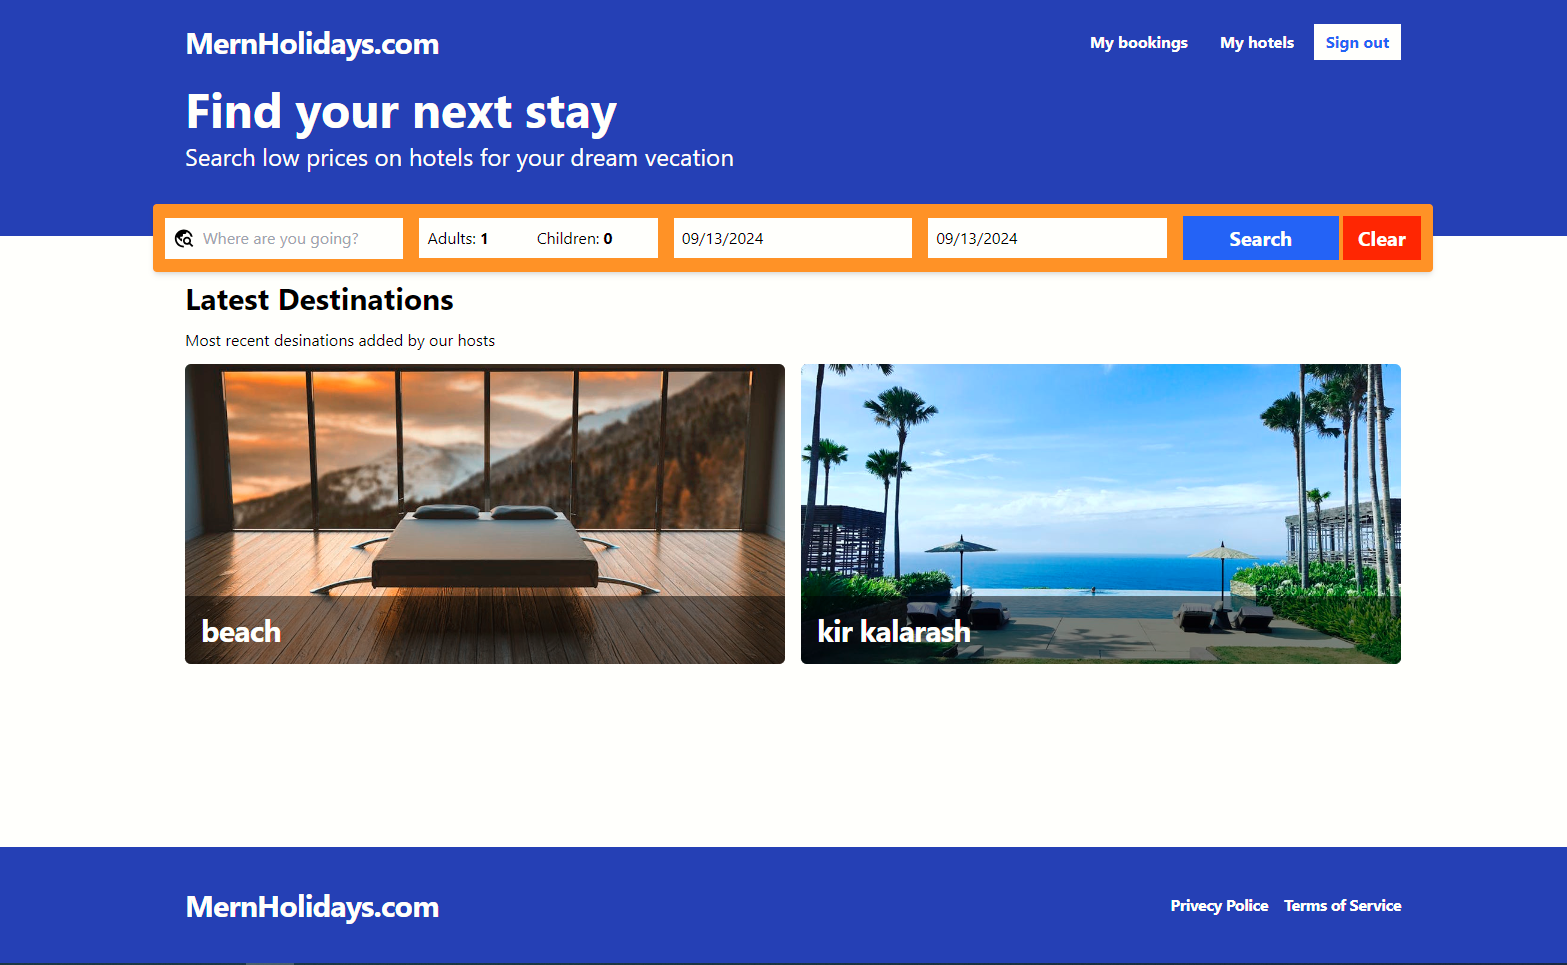 MernHolidays.com
My bookings My hotels Sign out
Find your next stay
Search low prices on hotels for your dream vecation
Where are you going? Adults: 1 Children: 0 09/13/2024 09/13/2024 Search Clear
Latest Destinations
Most recent desinations added by our hosts
beach
kir kalarash
MernHolidays.com
Privecy Police Terms of Service